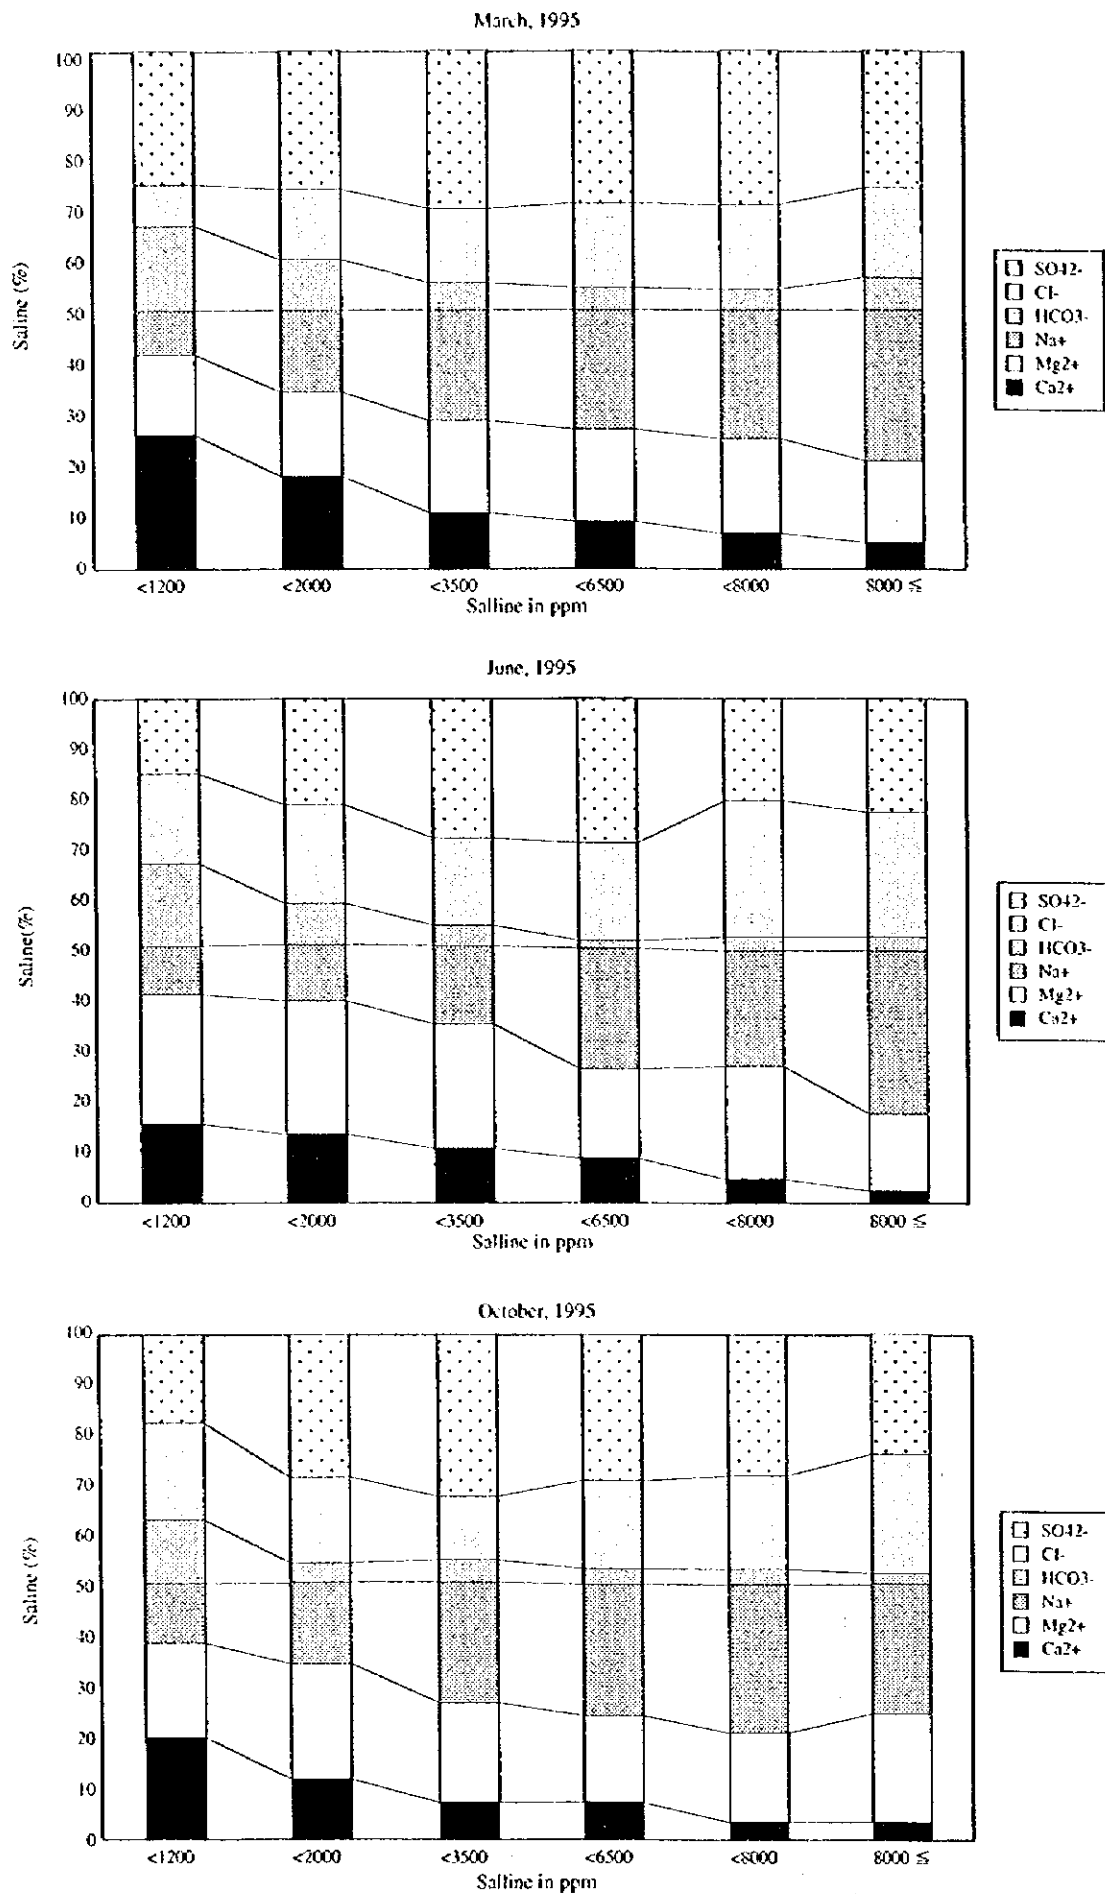 March, 1995
100
90
80
70
60
50
40
30
20
10
0
Saline (%)
<1200 <2000 <3500 <6500 <8000 8000 ≦
Salline in ppm
SO42-
Cl-
HCO3-
Na+
Mg2+
Ca2+
June, 1995
100
90
80
70
60
50
40
30
20
10
0
Saline(%)
<1200 <2000 <3500 <6500 <8000 8000 ≦
Salline in ppm
SO42-
Cl-
HCO3-
Na+
Mg2+
Ca2+
October, 1995
100
90
80
70
60
50
40
30
20
10
0
Saline (%)
<1200 <2000 <3500 <6500 <8000 8000 ≦
Salline in ppm
SO42-
Cl-
HCO3-
Na+
Mg2+
Ca2+